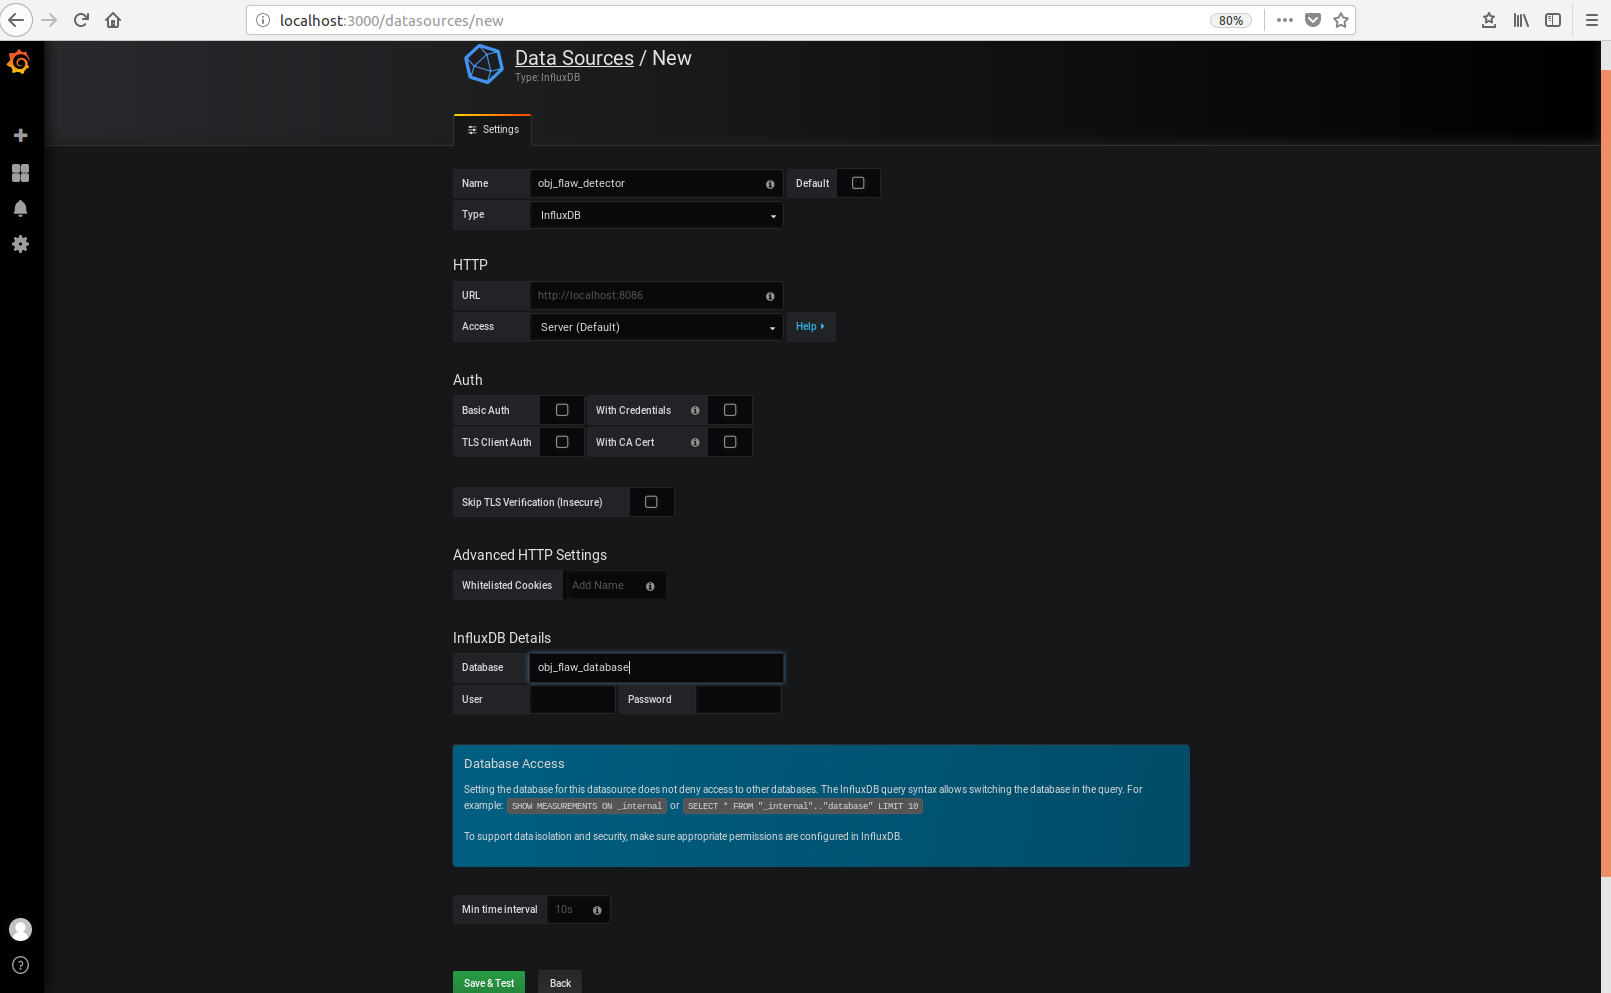 localhost:3000/datasources/new
80%
Data Sources / New
Type: InfluxDB
Settings
Name obj_flaw_detector Default
Type InfluxDB
HTTP
URL http://localhost:8086
Access Server (Default) Help
Auth
Basic Auth With Credentials
TLS Client Auth With CA Cert
Skip TLS Verification (Insecure)
Advanced HTTP Settings
Whitelisted Cookies Add Name
InfluxDB Details
Database obj_flaw_database
User Password
Database Access
Setting the database for this datasource does not deny access to other databases. The InfluxDB query syntax allows switching the database in the query. For
example: SHOW MEASUREMENTS ON _internal or SELECT * FROM "_internal".."database" LIMIT 10
To support data isolation and security, make sure appropriate permissions are configured in InfluxDB.
Min time interval 10s
Save & Test Back